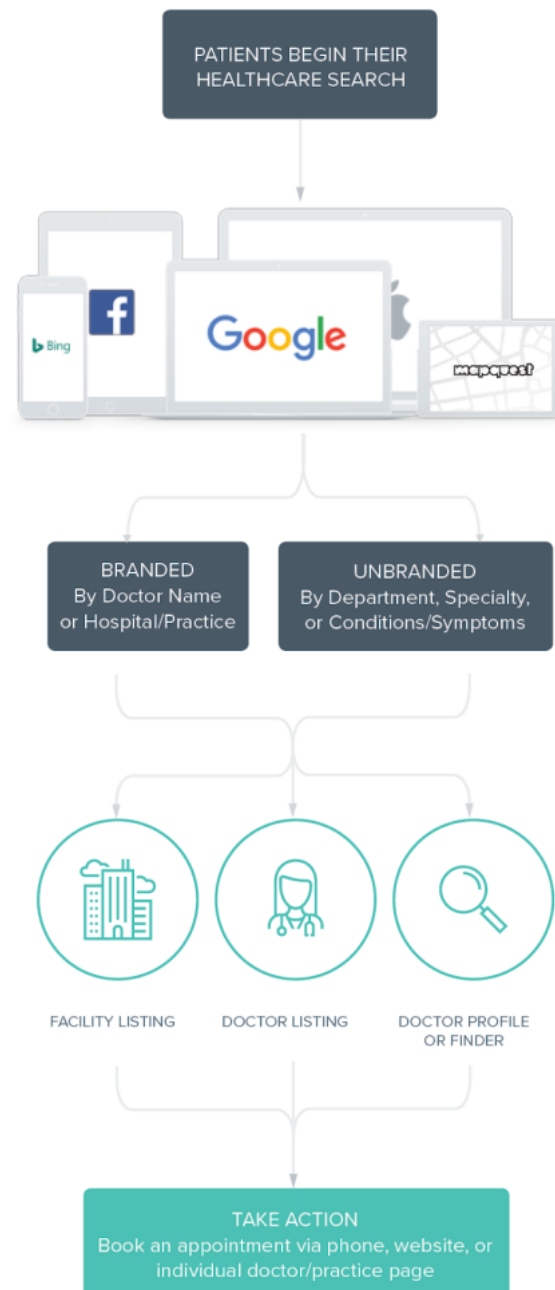 PATIENTS BEGIN THEIR
HEALTHCARE SEARCH
Bing
f
Google
mapquest
BRANDED
By Doctor Name
or Hospital/Practice
UNBRANDED
By Department, Specialty,
or Conditions/Symptoms
FACILITY LISTING
DOCTOR LISTING
DOCTOR PROFILE
OR FINDER
TAKE ACTION
Book an appointment via phone, website, or
individual doctor/practice page